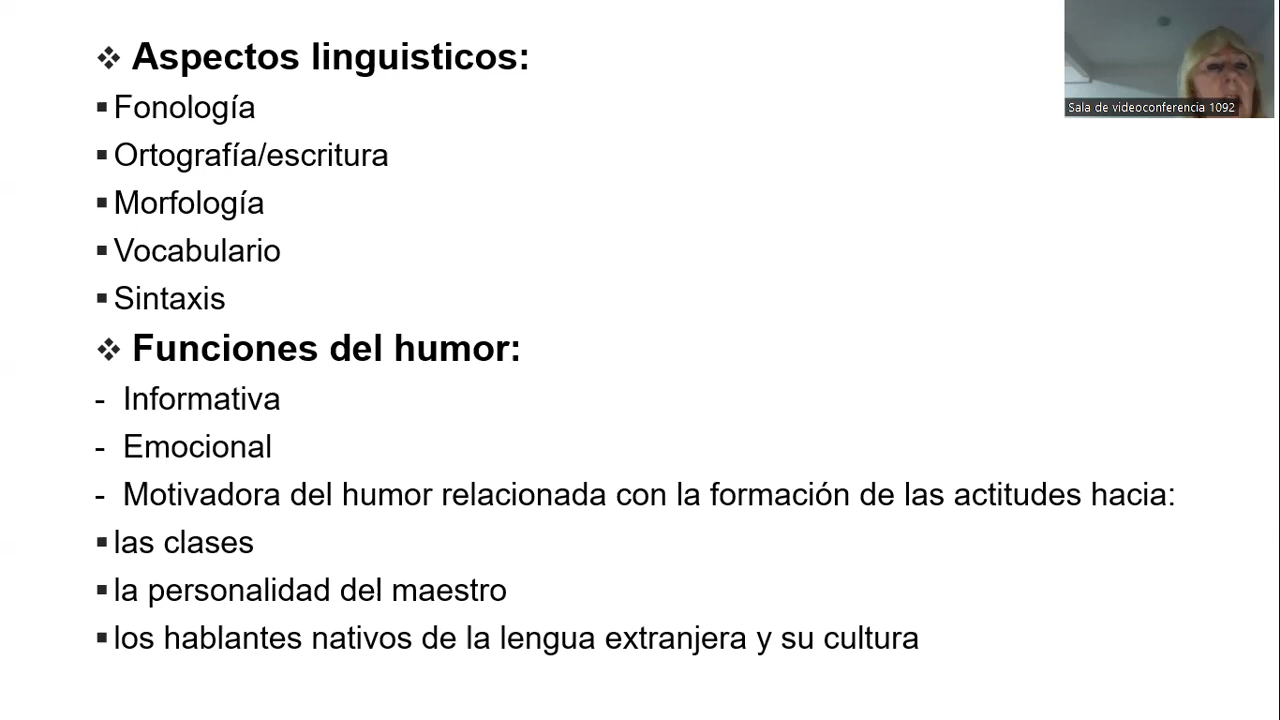 ❖ Aspectos linguisticos:
▪ Fonología
▪ Ortografía/escritura
▪ Morfología
▪ Vocabulario
▪ Sintaxis
❖ Funciones del humor:
- Informativa
- Emocional
- Motivadora del humor relacionada con la formación de las actitudes hacia:
▪ las clases
▪ la personalidad del maestro
▪ los hablantes nativos de la lengua extranjera y su cultura
Sala de videoconferencia 1092